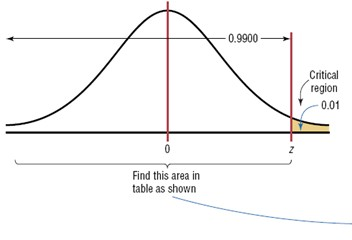 0.9900
Critical
region
0.01
0
z
Find this area in
table as shown